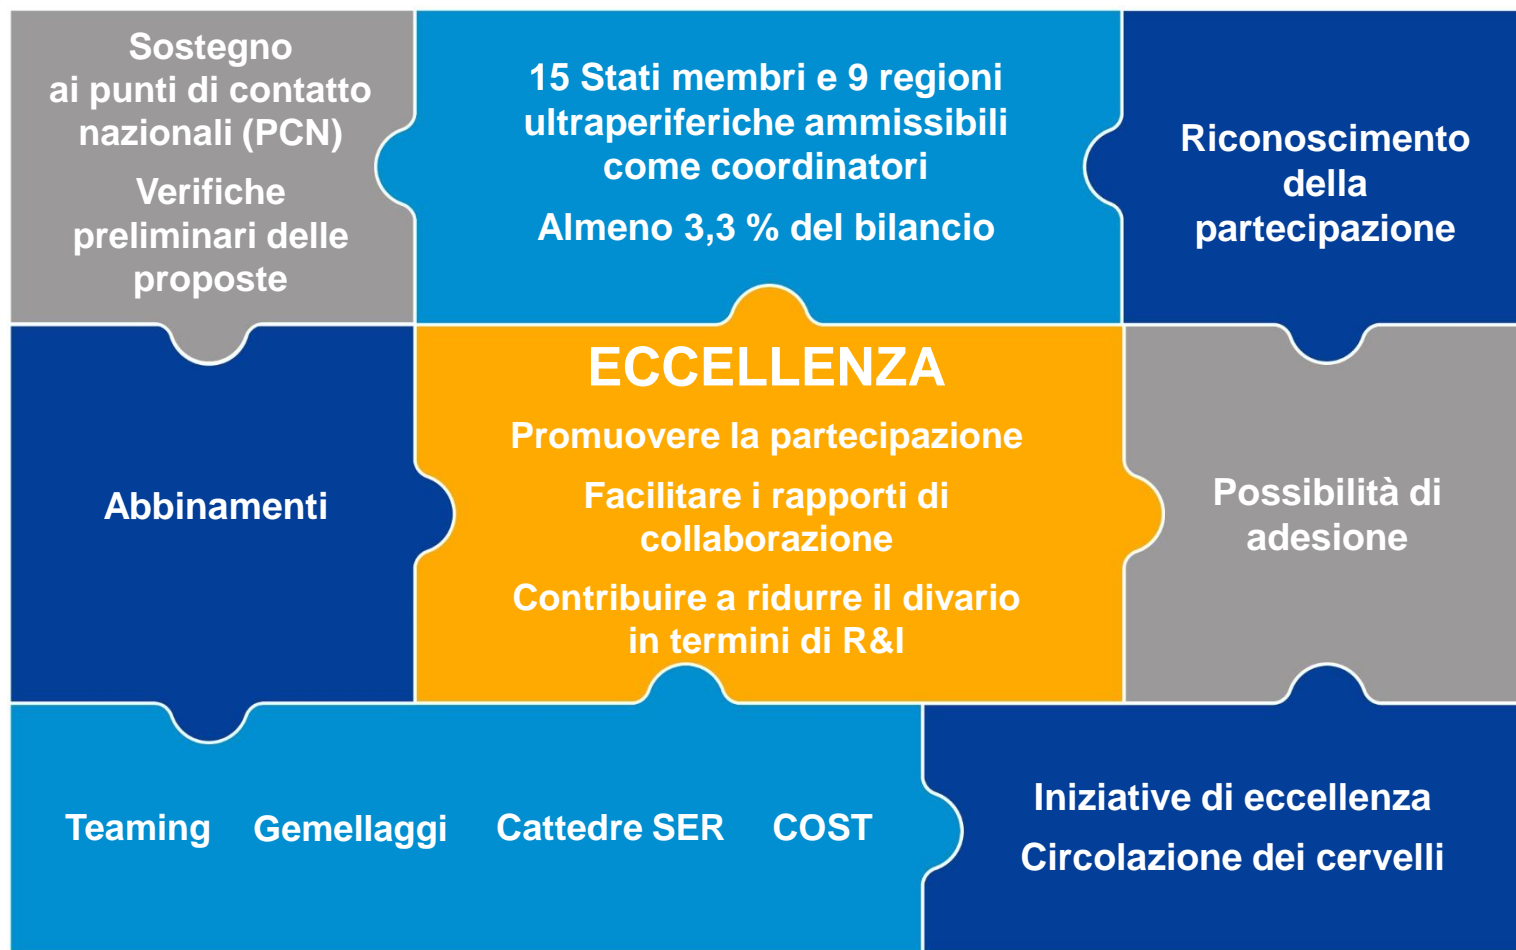 Sostegno
ai punti di contatto
nazionali (PCN)
Verifiche
preliminari delle
proposte
15 Stati membri e 9 regioni
ultraperiferiche ammissibili
come coordinatori
Almeno 3,3 % del bilancio
Riconoscimento
della
partecipazione
Abbinamenti
ECCELLENZA
Promuovere la partecipazione
Facilitare i rapporti di
collaborazione
Contribuire a ridurre il divario
in termini di R&I
Possibilità di
adesione
Teaming Gemellaggi Cattedre SER COST
Iniziative di eccellenza
Circolazione dei cervelli